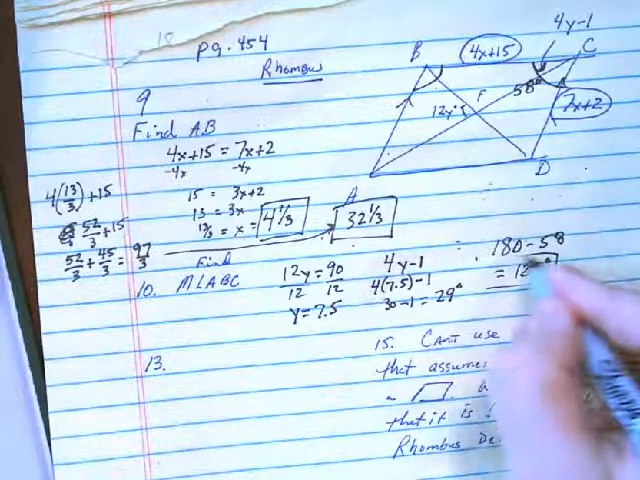 18
pg. 454
Rhombus
4y-1
B
4x+15
C
58°
F
12y°
7x+2
D
9
Find AB
4x+15 = 7x+2
-4x -4x
15 = 3x+2
13 = 3x
13/3 = x = 4 1/3
A
32 1/3
4(13/3)+15
52/3 +15
52/3 + 45/3 = 97/3
10. Find
m∠ABC
12y = 90
12 12
y = 7.5
4y-1
4(7.5)-1
30-1 = 29°
180-58
= 12
13.
15. Can't use
that assumes
that it is
Rhombus